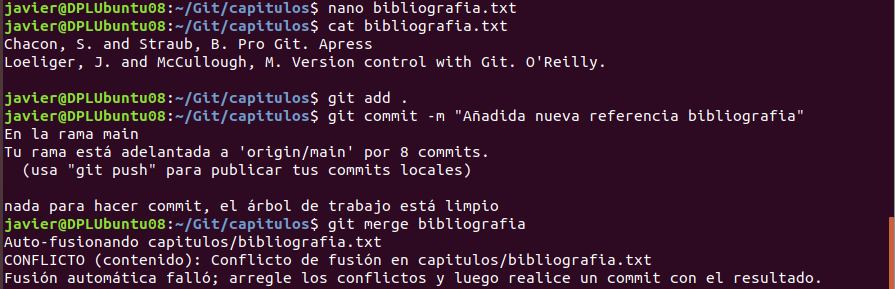 javier@DPLUbuntu08:~/Git/capitulos$ nano bibliografia.txt
javier@DPLUbuntu08:~/Git/capitulos$ cat bibliografia.txt
Chacon, S. and Straub, B. Pro Git. Apress
Loeliger, J. and McCullough, M. Version control with Git. O'Reilly.
javier@DPLUbuntu08:~/Git/capitulos$ git add .
javier@DPLUbuntu08:~/Git/capitulos$ git commit -m "Añadida nueva referencia bibliografia"
En la rama main
Tu rama está adelantada a 'origin/main' por 8 commits.
  (usa "git push" para publicar tus commits locales)
nada para hacer commit, el árbol de trabajo está limpio
javier@DPLUbuntu08:~/Git/capitulos$ git merge bibliografia
Auto-fusionando capitulos/bibliografia.txt
CONFLICTO (contenido): Conflicto de fusión en capitulos/bibliografia.txt
Fusión automática falló; arregle los conflictos y luego realice un commit con el resultado.